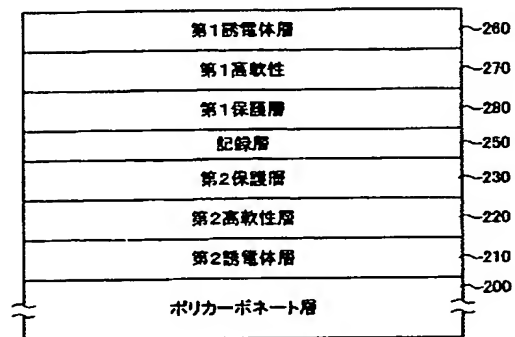 第1誘電体層 260
第1高軟性 270
第1保護層 280
記録層 250
第2保護層 230
第2高軟性層 220
第2誘電体層 210
200
ポリカーボネート層